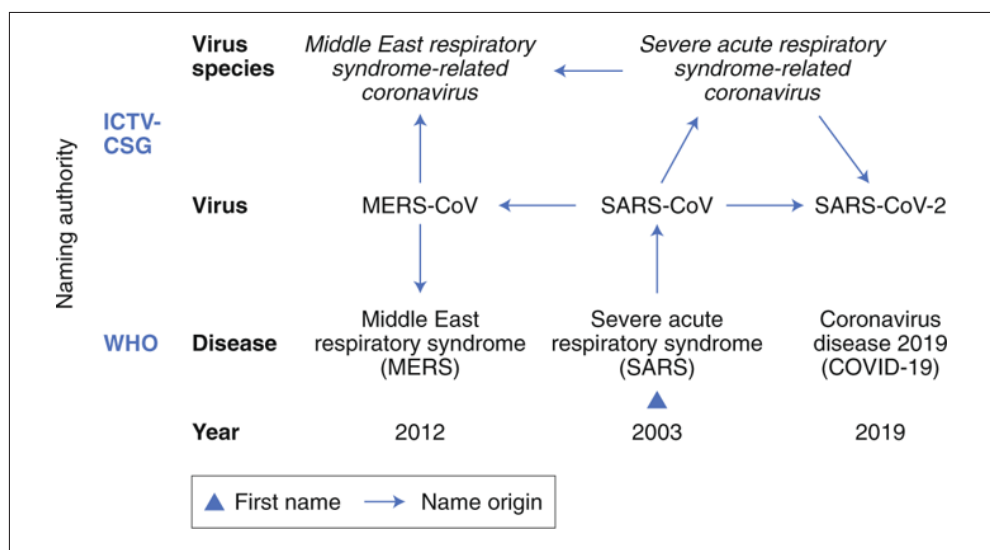 Virus species
Middle East respiratory syndrome-related coronavirus
Severe acute respiratory syndrome-related coronavirus
ICTV-CSG
Naming authority
Virus
MERS-CoV
SARS-CoV
SARS-CoV-2
WHO
Disease
Middle East respiratory syndrome (MERS)
Severe acute respiratory syndrome (SARS)
Coronavirus disease 2019 (COVID-19)
Year
2012
2003
2019
First name
Name origin